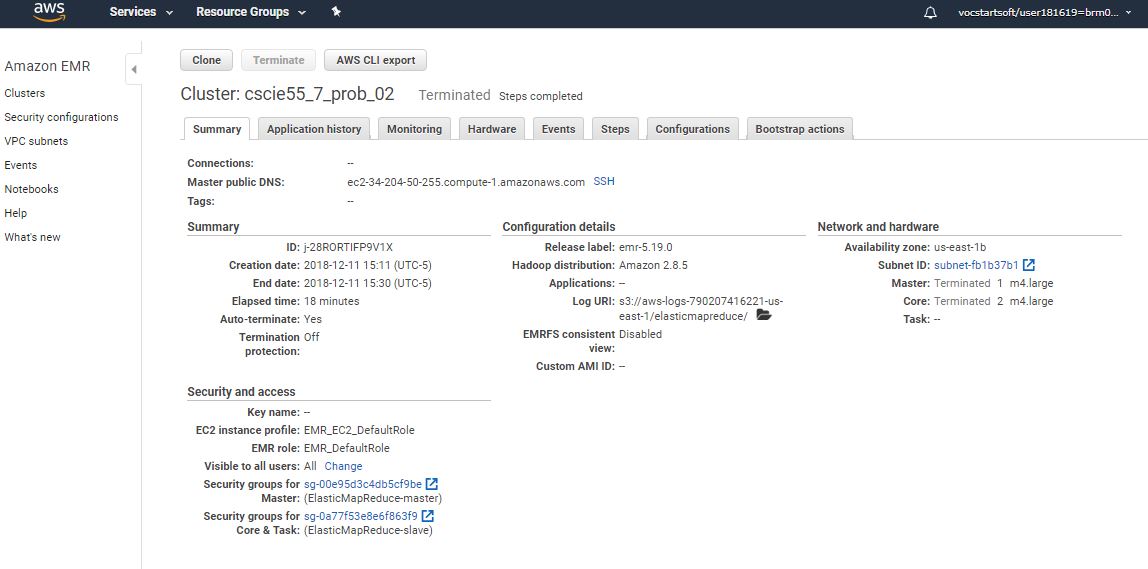 aws Services Resource Groups vocstartsoft/user181619=brm0...
Amazon EMR
Clusters
Security configurations
VPC subnets
Events
Notebooks
Help
What's new
Clone Terminate AWS CLI export
Cluster: cscie55_7_prob_02 Terminated Steps completed
Summary Application history Monitoring Hardware Events Steps Configurations Bootstrap actions
Connections: --
Master public DNS: ec2-34-204-50-255.compute-1.amazonaws.com SSH
Tags: --
Summary
ID: j-28RORTIFP9V1X
Creation date: 2018-12-11 15:11 (UTC-5)
End date: 2018-12-11 15:30 (UTC-5)
Elapsed time: 18 minutes
Auto-terminate: Yes
Termination Off
protection:
Configuration details
Release label: emr-5.19.0
Hadoop distribution: Amazon 2.8.5
Applications: --
Log URI: s3://aws-logs-790207416221-us-
east-1/elasticmapreduce/
EMRFS consistent Disabled
view:
Custom AMI ID: --
Network and hardware
Availability zone: us-east-1b
Subnet ID: subnet-fb1b37b1
Master: Terminated 1 m4.large
Core: Terminated 2 m4.large
Task: --
Security and access
Key name: --
EC2 instance profile: EMR_EC2_DefaultRole
EMR role: EMR_DefaultRole
Visible to all users: All Change
Security groups for sg-00e95d3c4db5cf9be
Master: (ElasticMapReduce-master)
Security groups for sg-0a77f53e8e6f863f9
Core & Task: (ElasticMapReduce-slave)